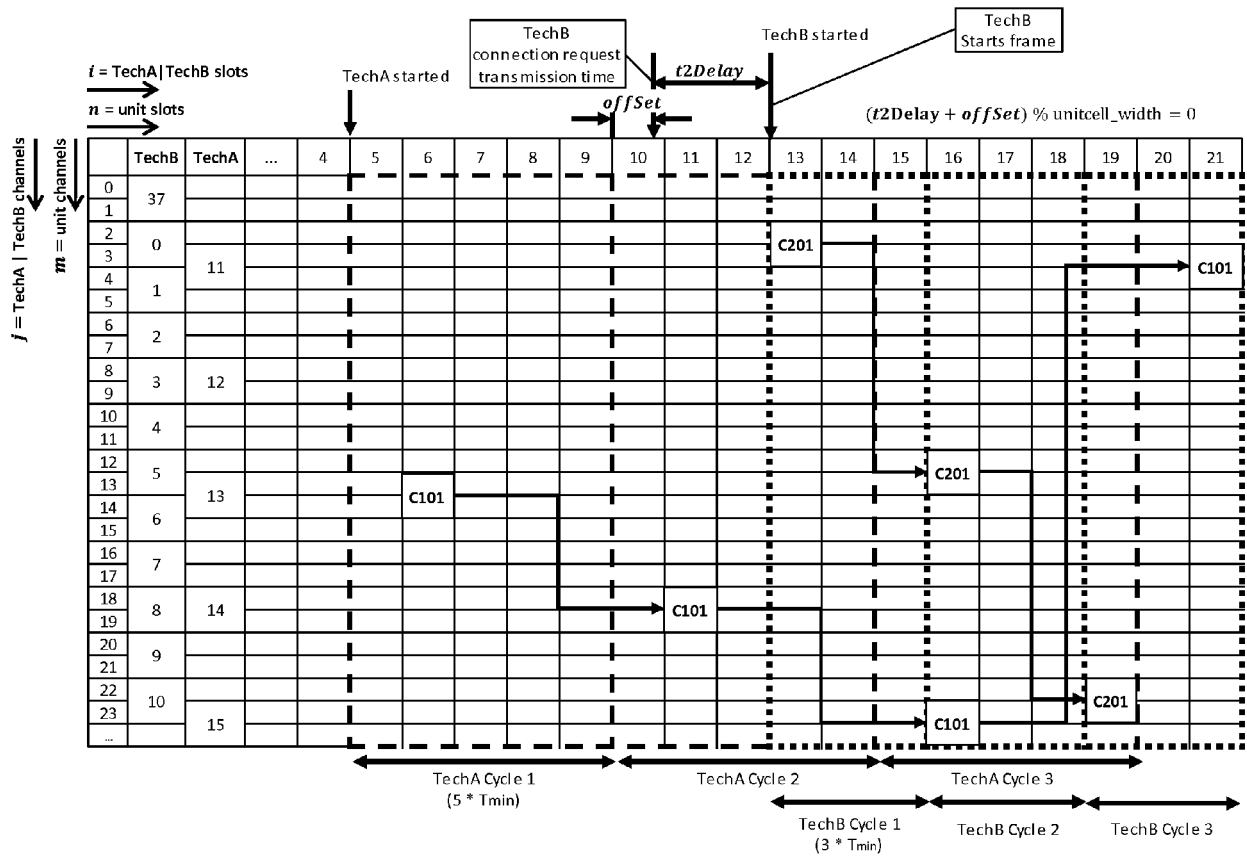 TechB
connection request
transmission time
TechB started
TechB
Starts frame
i = TechA|TechB slots
TechA started
t2Delay
n = unit slots
offSet
(t2Delay + offSet) % unitcell_width = 0
j = TechA | TechB channels
m = unit channels
TechB TechA ... 4 5 6 7 8 9 10 11 12 13 14 15 16 17 18 19 20 21
0
37
1
2
0
C201
3
11
C101
4
1
5
6
2
7
8
3
12
9
10
4
11
12
5
C201
13
13
C101
14
6
15
16
7
17
18
8
14
C101
19
20
9
21
22
10
C201
23
15
C101
...
TechA Cycle 1
(5 * Tmin)
TechA Cycle 2
TechA Cycle 3
TechB Cycle 1
(3 * Tmin)
TechB Cycle 2
TechB Cycle 3